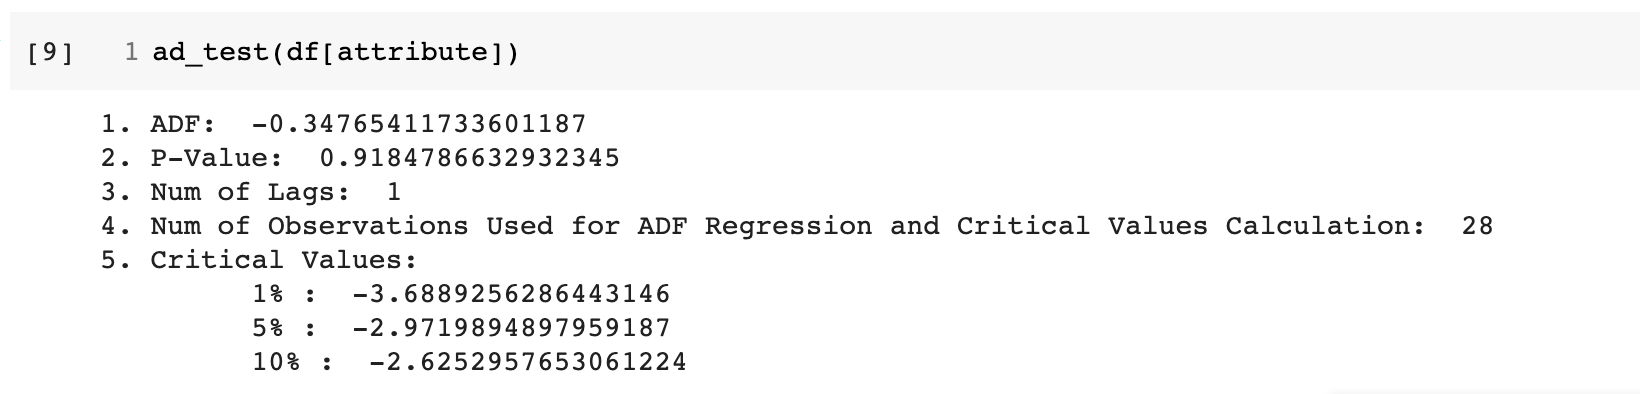 [9] 1 ad_test(df[attribute])
1. ADF: -0.34765411733601187
2. P-Value: 0.9184786632932345
3. Num of Lags: 1
4. Num of Observations Used for ADF Regression and Critical Values Calculation: 28
5. Critical Values:
1% : -3.6889256286443146
5% : -2.9719894897959187
10% : -2.6252957653061224